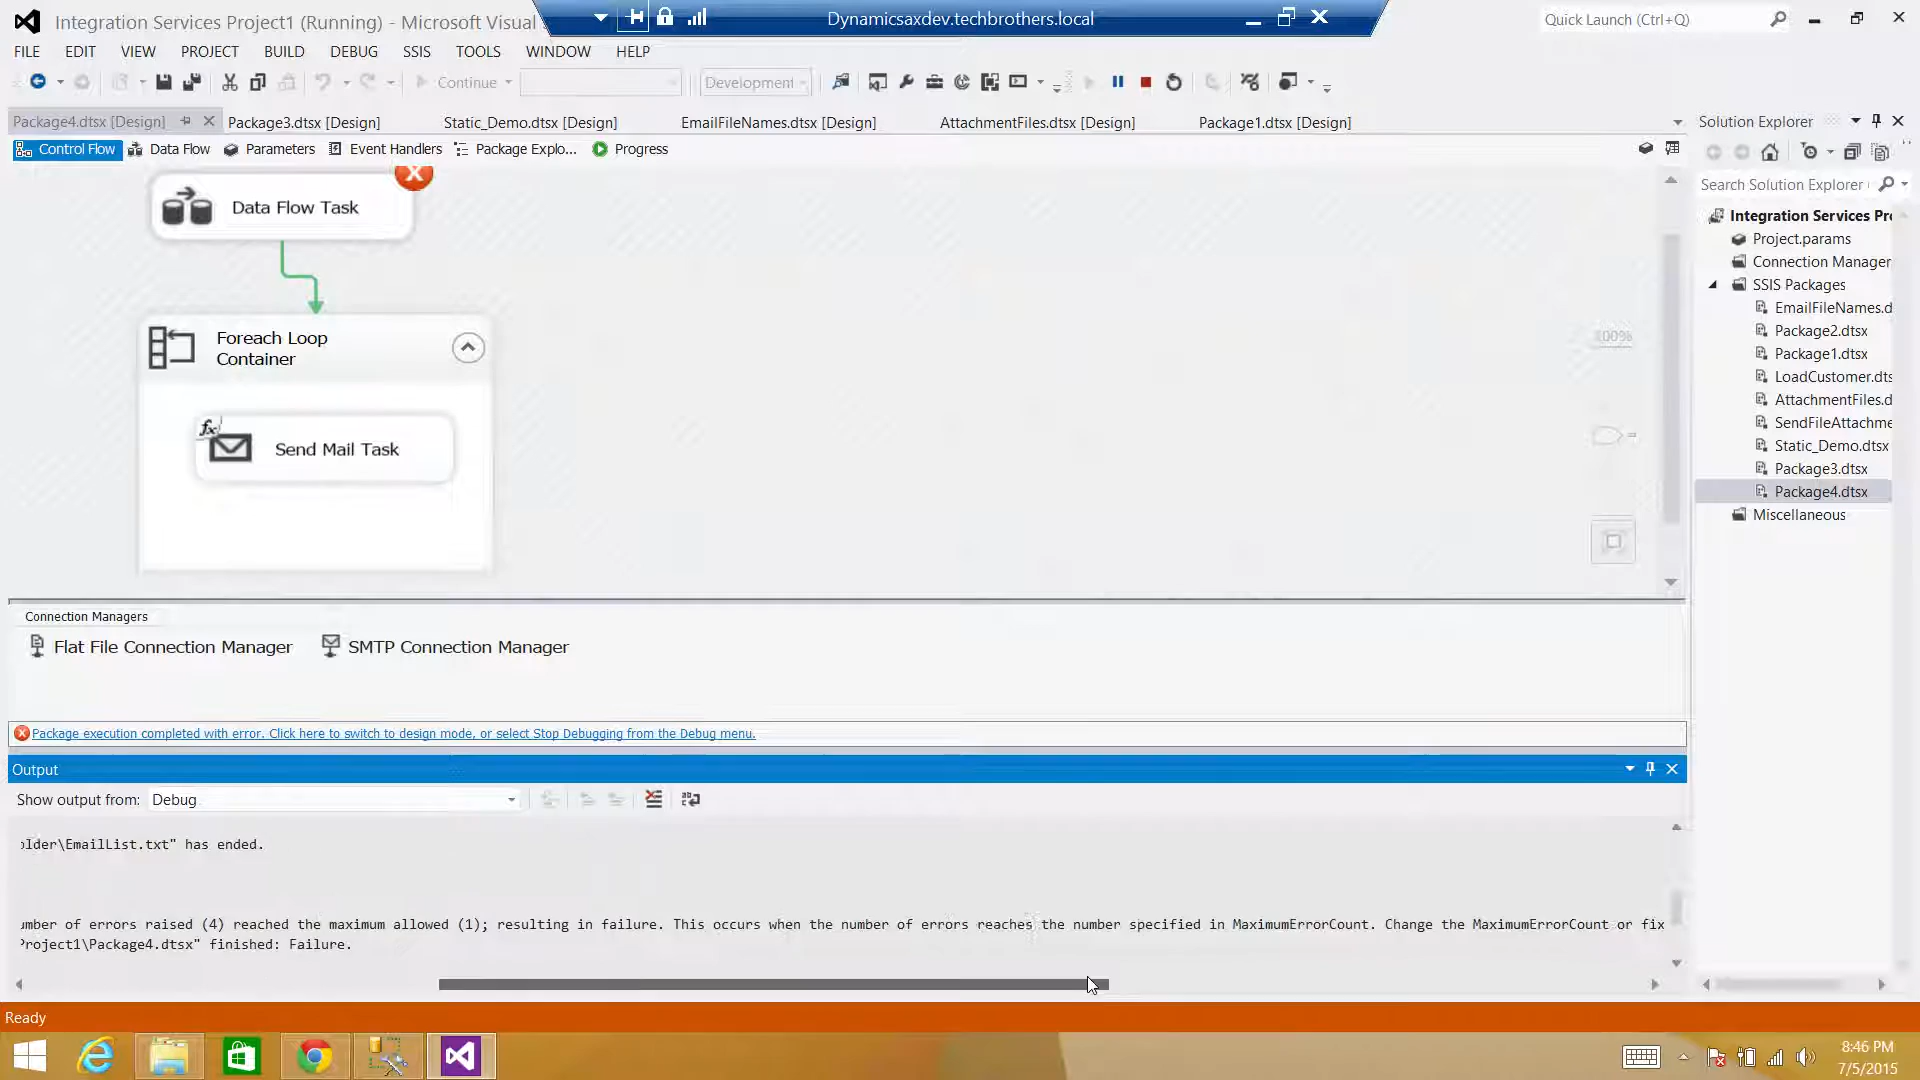 Integration Services Project1 (Running) - Microsoft Visual
Dynamicsaxdev.techbrothers.local
Quick Launch (Ctrl+Q)
FILE EDIT VIEW PROJECT BUILD DEBUG SSIS TOOLS WINDOW HELP
Continue
Development
Package4.dtsx [Design] Package3.dtsx [Design] Static_Demo.dtsx [Design] EmailFileNames.dtsx [Design] AttachmentFiles.dtsx [Design] Package1.dtsx [Design]
Control Flow Data Flow Parameters Event Handlers Package Explo... Progress
Data Flow Task
Foreach Loop
Container
fx
Send Mail Task
100%
Connection Managers
Flat File Connection Manager SMTP Connection Manager
Package execution completed with error. Click here to switch to design mode, or select Stop Debugging from the Debug menu.
Output
Show output from: Debug
older\EmailList.txt" has ended.
umber of errors raised (4) reached the maximum allowed (1); resulting in failure. This occurs when the number of errors reaches the number specified in MaximumErrorCount. Change the MaximumErrorCount or fix
Project1\Package4.dtsx" finished: Failure.
Solution Explorer
Search Solution Explorer
Integration Services Pr
Project.params
Connection Manager
SSIS Packages
EmailFileNames.d
Package2.dtsx
Package1.dtsx
LoadCustomer.dts
AttachmentFiles.d
SendFileAttachme
Static_Demo.dtsx
Package3.dtsx
Package4.dtsx
Miscellaneous
Ready
8:46 PM
7/5/2015